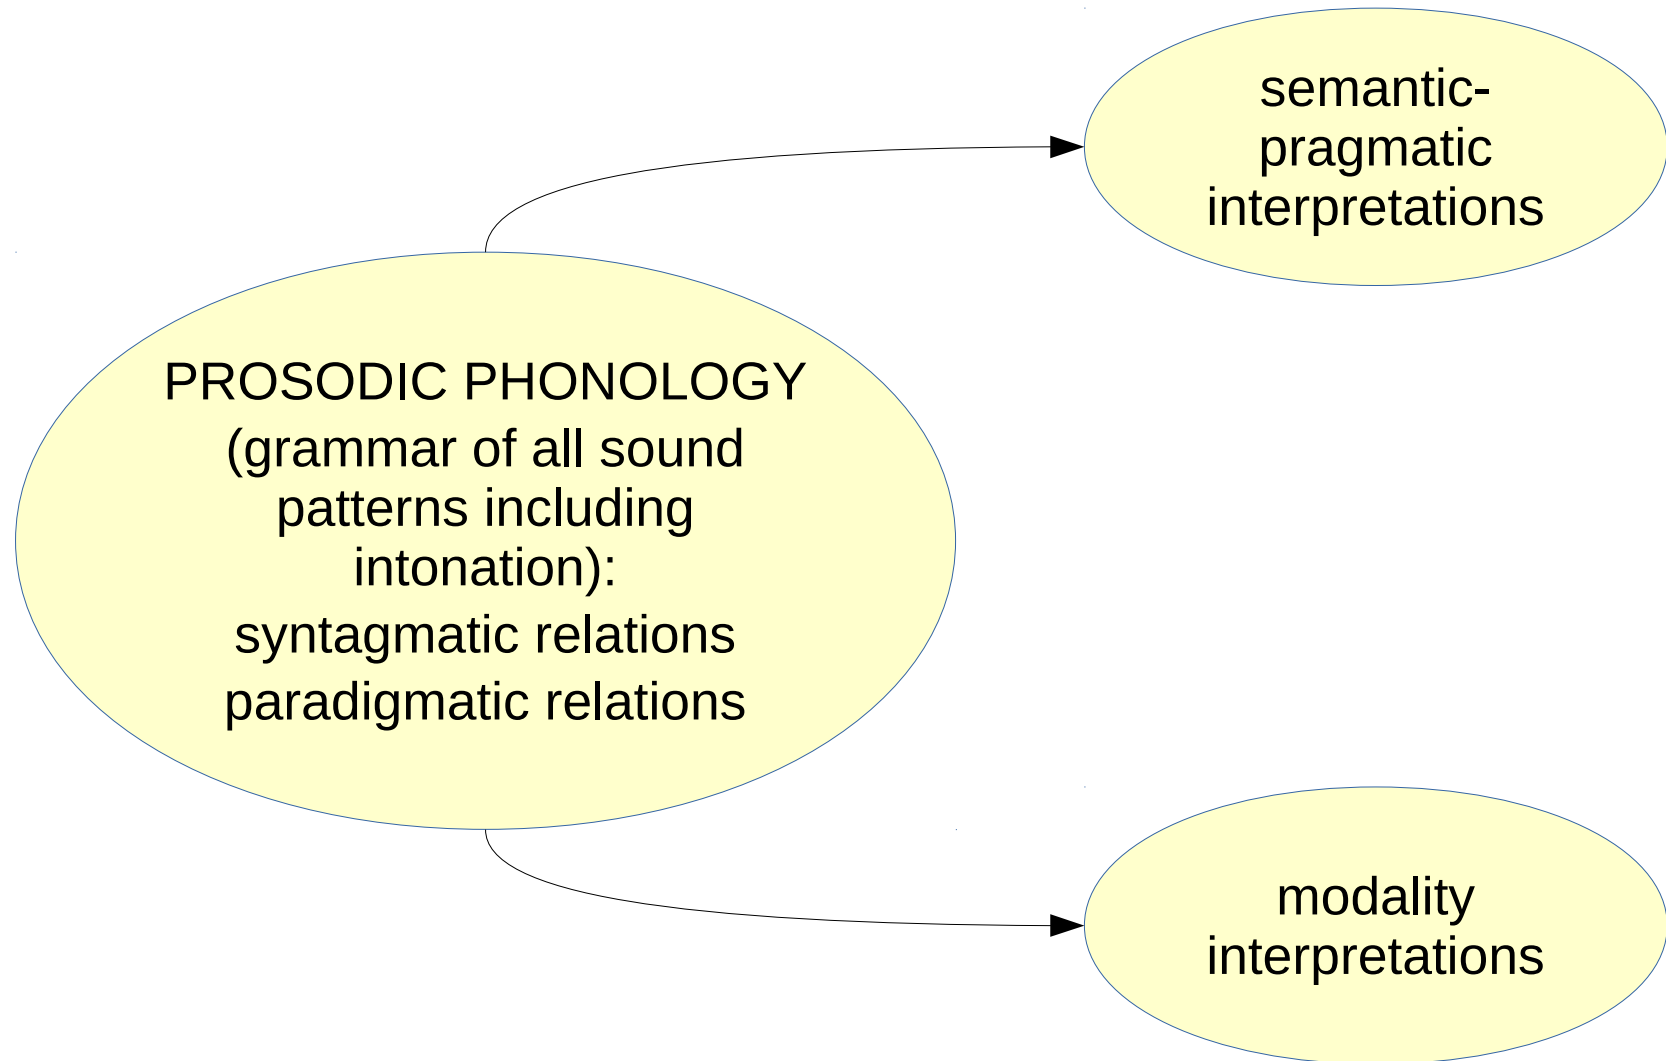 semantic-
pragmatic
interpretations
PROSODIC PHONOLOGY
(grammar of all sound
patterns including
intonation):
syntagmatic relations
paradigmatic relations
modality
interpretations